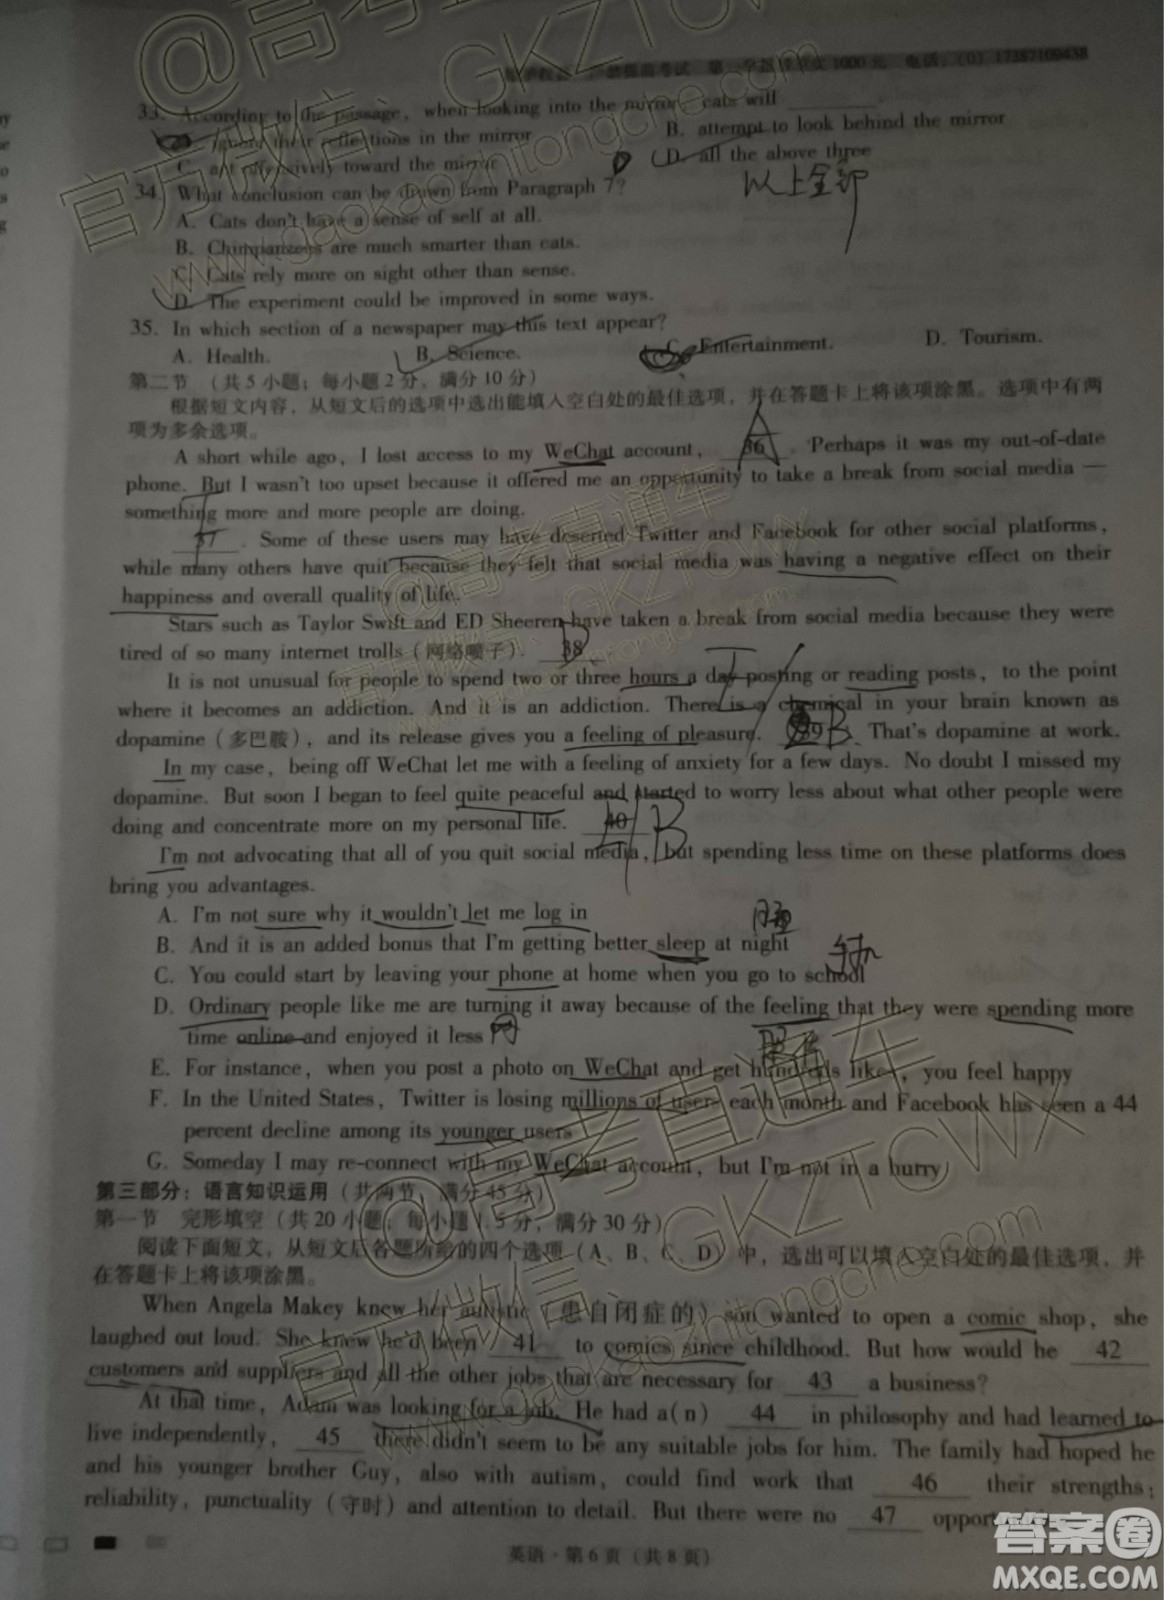 33. According to the passage, when looking into the mirror, cats will
their reflections in the mirror B. attempt to look behind the mirror
C. act offensively toward the mirror D. all the above three
以上全部
34. What conclusion can be drawn from Paragraph 7?
A. Cats don't have a sense of self at all.
B. Chimpanzees are much smarter than cats.
C. Cats rely more on sight other than sense.
D. The experiment could be improved in some ways.
35. In which section of a newspaper may this text appear?
A. Health. B. Science. C. Entertainment. D. Tourism.
第二节 (共5小题;每小题2分,满分10分)
根据短文内容,从短文后的选项中选出能填入空白处的最佳选项,并在答题卡上将该项涂黑。选项中有两
项为多余选项。
A short while ago, I lost access to my WeChat account, 36 . Perhaps it was my out-of-date
phone. But I wasn't too upset because it offered me an opportunity to take a break from social media —
something more and more people are doing.
37 . Some of these users may have deserted Twitter and Facebook for other social platforms,
while many others have quit because they felt that social media was having a negative effect on their
happiness and overall quality of life.
Stars such as Taylor Swift and ED Sheeren have taken a break from social media because they were
tired of so many internet trolls (网络喷子). 38 .
It is not unusual for people to spend two or three hours a day posting or reading posts, to the point
where it becomes an addiction. And it is an addiction. There is a chemical in your brain known as
dopamine (多巴胺), and its release gives you a feeling of pleasure. 39 B. That's dopamine at work.
In my case, being off WeChat let me with a feeling of anxiety for a few days. No doubt I missed my
dopamine. But soon I began to feel quite peaceful and started to worry less about what other people were
doing and concentrate more on my personal life. 40 B
I'm not advocating that all of you quit social media, but spending less time on these platforms does
bring you advantages.
A. I'm not sure why it wouldn't let me log in
B. And it is an added bonus that I'm getting better sleep at night
C. You could start by leaving your phone at home when you go to school
D. Ordinary people like me are turning it away because of the feeling that they were spending more
time online and enjoyed it less
E. For instance, when you post a photo on WeChat and get hundreds likes, you feel happy
F. In the United States, Twitter is losing millions of users each month and Facebook has seen a 44
percent decline among its younger users
G. Someday I may re-connect with my WeChat account, but I'm not in a hurry
第三部分:语言知识运用 (共两节,满分45分)
第一节 完形填空 (共20小题;每小题1.5分,满分30分)
阅读下面短文,从短文后各题所给的四个选项 (A、B、C、D) 中,选出可以填入空白处的最佳选项,并
在答题卡上将该项涂黑。
When Angela Makey knew her autistic (患自闭症的) son wanted to open a comic shop, she
laughed out loud. She knew he'd been 41 to comics since childhood. But how would he 42
customers and suppliers and all the other jobs that are necessary for 43 a business?
At that time, Adam was looking for a job. He had a(n) 44 in philosophy and had learned to
live independently, 45 there didn't seem to be any suitable jobs for him. The family had hoped he
and his younger brother Guy, also with autism, could find work that 46 their strengths;
reliability, punctuality (守时) and attention to detail. But there were no 47
英语·第6页 (共8页)
@高考直通车
GKZTCWX
官方微信、
www.gaokaozhitongche.com
@高考直通车
GKZTCWX
官方微信、
www.gaokaozhitongche.com
@高考直通车
GKZTCWX
官方微信、
www.gaokaozhitongche.com
答案圈
MXQE.COM